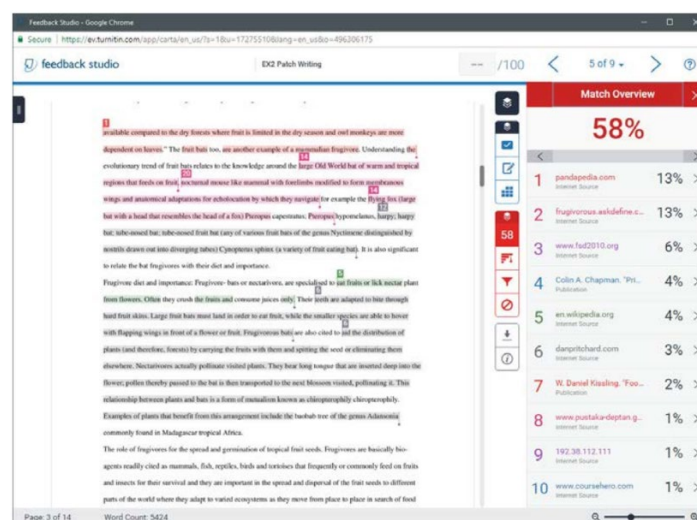 Feedback Studio - Google Chrome
Secure | https://ev.turnitin.com/app/carta/en_us/?s=1&u=172755108&lang=en_us&o=496306175
feedback studio
EX2 Patch Writing
-- /100
5 of 9
1
available compared to the dry forests where fruit is limited in the dry season and owl monkeys are more
dependent on leaves." The fruit bats too, are another example of a mammalian frugivore. Understanding the
14
evolutionary trend of fruit bats relates to the knowledge around the large Old World bat of warm and tropical
20
regions that feeds on fruit, nocturnal mouse like mammal with forelimbs modified to form membranous
14
wings and anatomical adaptations for echolocation by which they navigate for example the flying fox (large
12
bat with a head that resembles the head of a fox) Pteropus capestratus; Pteropus hypomelanus, harpy; harpy
bat; tube-nosed bat; tube-nosed fruit bat (any of various fruit bats of the genus Nyctimene distinguished by
nostrils drawn out into diverging tubes) Cynopterus sphinx (a variety of fruit eating bat). It is also significant
to relate the bat frugivores with their diet and importance.
5
Frugivore diet and importance: Frugivore- bats or nectarivora, are specialised to eat fruits or lick nectar plant
from flowers. Often they crush the fruits and consume juices only. Their teeth are adapted to bite through
hard fruit skins. Large fruit bats must land in order to eat fruit, while the smaller species are able to hover
6
with flapping wings in front of a flower or fruit. Frugivorous bats are also cited to aid the distribution of
plants (and therefore, forests) by carrying the fruits with them and spitting the seed or eliminating them
elsewhere. Nectarivores actually pollinate visited plants. They bear long tongue that are inserted deep into the
flower; pollen thereby passed to the bat is then transported to the next blossom visited, pollinating it. This
relationship between plants and bats is a form of mutualism known as chiropterophily chiropterophily.
Examples of plants that benefit from this arrangement include the baobab tree of the genus Adansonia
commonly found in Madagascar tropical Africa.
The role of frugivores for the spread and germination of tropical fruit seeds. Frugivores are basically bio-
agents readily cited as mammals, fish, reptiles, birds and tortoises that frequently or commonly feed on fruits
and insects for their survival and they are important in the spread and dispersal of the fruit seeds to different
parts of the world where they adapt to varied ecosystems as they move from place to place in search of food
58
Match Overview
58%
1 pandapedia.com 13%
Internet Source
2 frugivorous.askdefine.c... 13%
Internet Source
3 www.fsd2010.org 6%
Internet Source
4 Colin A. Chapman. "Pri... 4%
Publication
5 en.wikipedia.org 4%
Internet Source
6 danpritchard.com 3%
Internet Source
7 W. Daniel Kissling. "Foo... 2%
Publication
8 www.pustaka-deptan.g... 1%
Internet Source
9 192.38.112.111 1%
Internet Source
10 www.coursehero.com 1%
Internet Source
Page: 3 of 14
Word Count: 5424